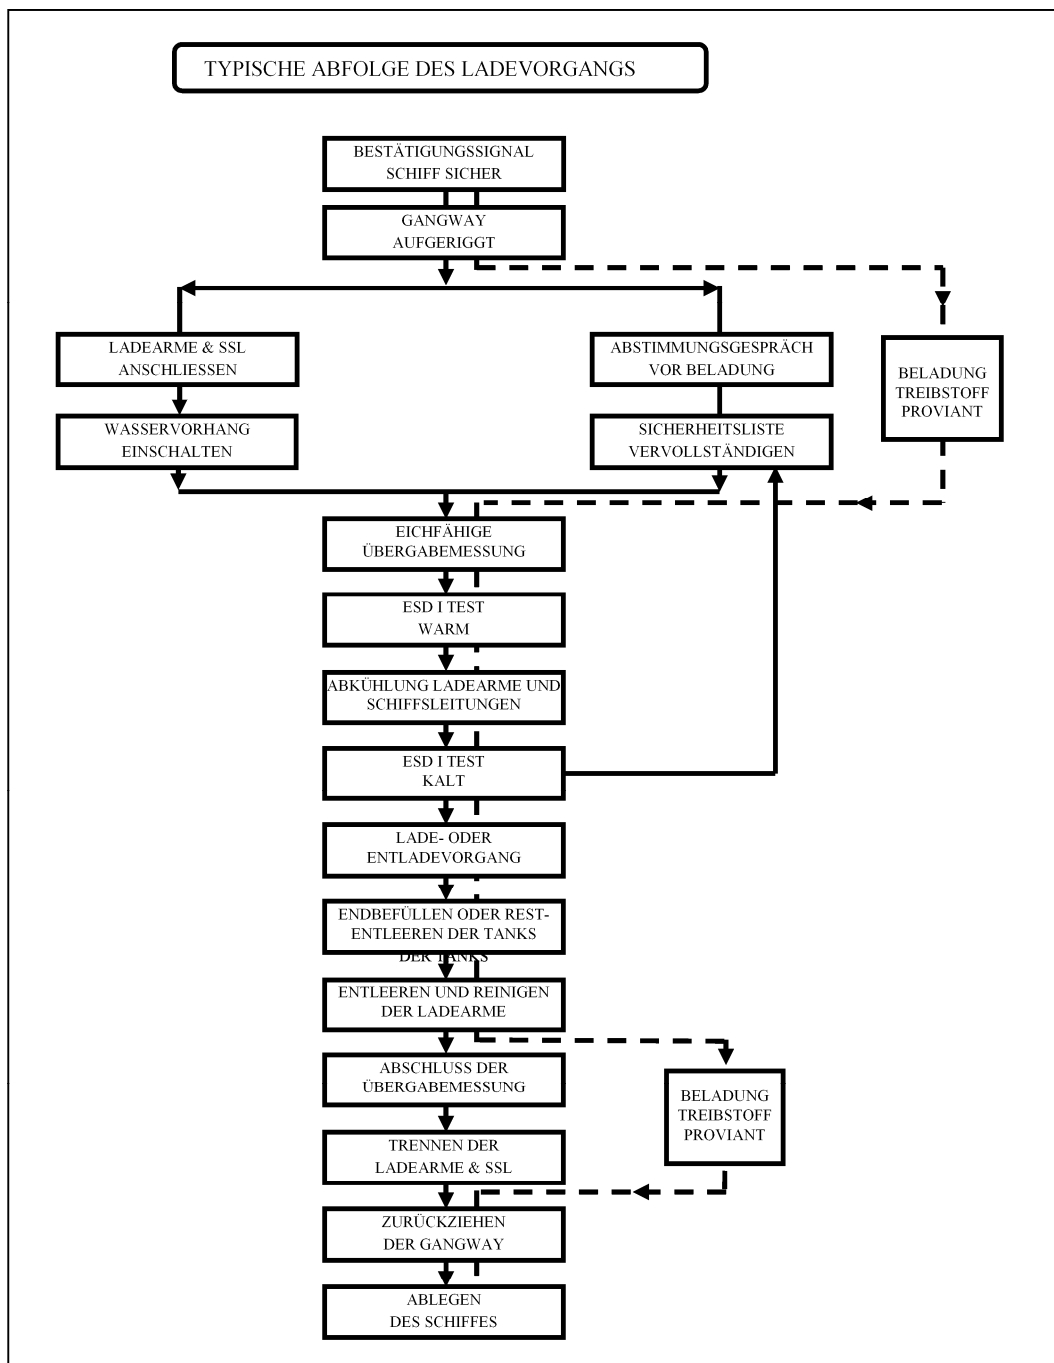 TYPISCHE ABFOLGE DES LADEVORGANGS
BESTÄTIGUNGSSIGNAL
SCHIFF SICHER
GANGWAY
AUFGERIGGT
LADEARME & SSL
ANSCHLIESSEN
ABSTIMMUNGSGESPRÄCH
VOR BELADUNG
BELADUNG
TREIBSTOFF
PROVIANT
WASSERVORHANG
EINSCHALTEN
SICHERHEITSLISTE
VERVOLLSTÄNDIGEN
EICHFÄHIGE
ÜBERGABEMESSUNG
ESD I TEST
WARM
ABKÜHLUNG LADEARME UND
SCHIFFSLEITUNGEN
ESD I TEST
KALT
LADE- ODER
ENTLADEVORGANG
ENDBEFÜLLEN ODER REST-
ENTLEEREN DER TANKS
DER TANKS
ENTLEEREN UND REINIGEN
DER LADEARME
ABSCHLUSS DER
ÜBERGABEMESSUNG
BELADUNG
TREIBSTOFF
PROVIANT
TRENNEN DER
LADEARME & SSL
ZURÜCKZIEHEN
DER GANGWAY
ABLEGEN
DES SCHIFFES